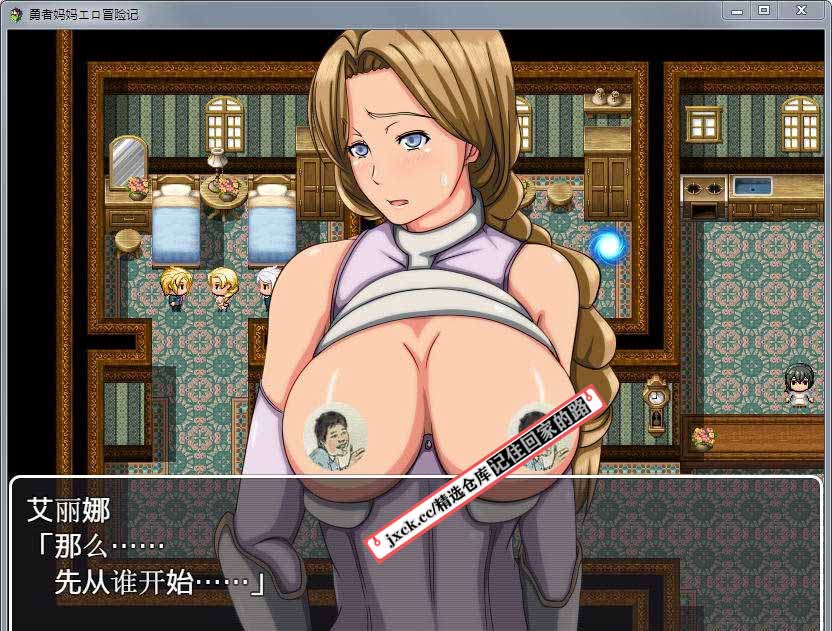 勇者妈妈エロ冒险记
jxck.cc/精选仓库 记住回家的路
艾丽娜
「那么……
先从谁开始……」